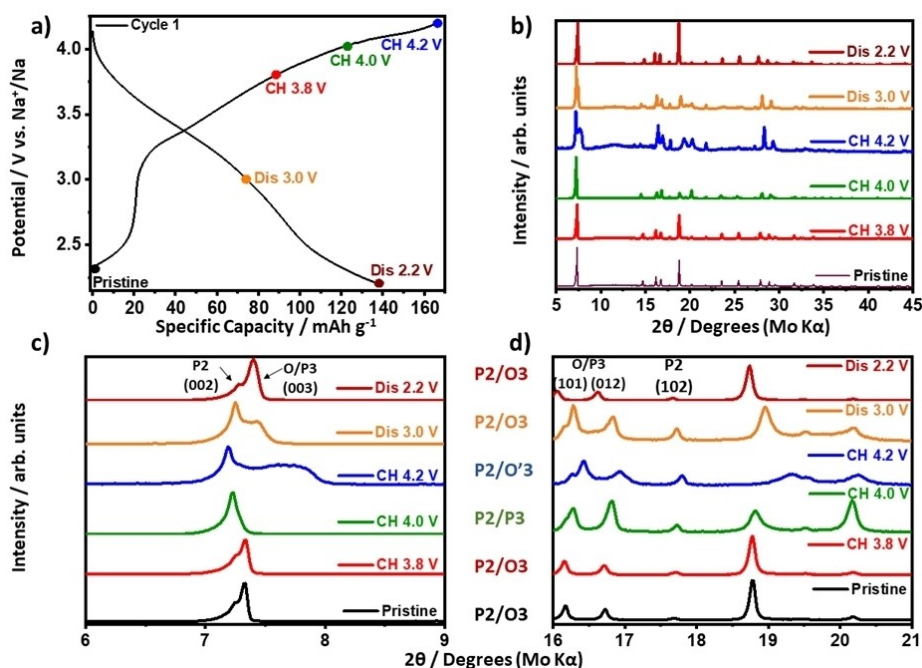 a)
Cycle 1
CH 4.2 V
CH 4.0 V
CH 3.8 V
Dis 3.0 V
Dis 2.2 V
Pristine
4.0
3.5
3.0
2.5
0 20 40 60 80 100 120 140 160
Potential / V vs. Na⁺/Na
Specific Capacity / mAh g⁻¹
b)
Dis 2.2 V
Dis 3.0 V
CH 4.2 V
CH 4.0 V
CH 3.8 V
Pristine
5 10 15 20 25 30 35 40 45
Intensity / arb. units
2θ / Degrees (Mo Kα)
c)
P2
(002)
O/P3
(003)
Dis 2.2 V
Dis 3.0 V
CH 4.2 V
CH 4.0 V
CH 3.8 V
Pristine
6 7 8 9
Intensity / arb. units
P2/O3
P2/O3
P2/O’3
P2/P3
P2/O3
P2/O3
d)
O/P3
(101) (012)
P2
(102)
Dis 2.2 V
Dis 3.0 V
CH 4.2 V
CH 4.0 V
CH 3.8 V
Pristine
16 17 18 19 20 21
2θ / Degrees (Mo Kα)